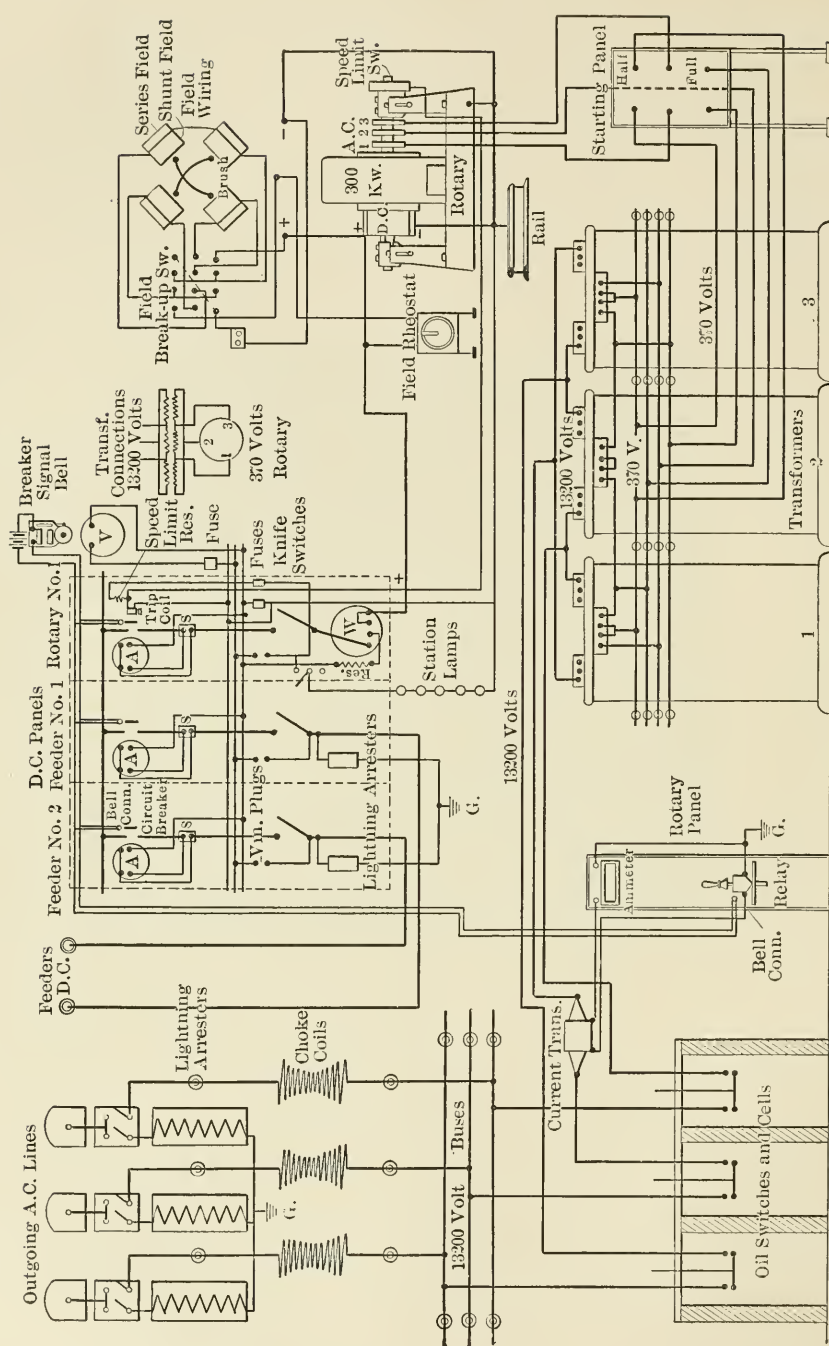 Outgoing A.C. Lines
Lightning
Arresters
G.
Choke
Coils
13200 Volt
Buses
Current Trans.
Oil Switches and Cells
Feeders
D.C.
D.C. Panels
Feeder No. 2
Feeder No. 1
Rotary No. 1
Bell
Conn.
Circuit Breaker
A
A
A
S
S
S
Trip
Coil
Plugs
Lightning Arresters
G.
Res.
W
Station
Lamps
+
Breaker
Signal
Bell
V
Speed
Limit
Res.
Fuse
Fuses
Knife
Switches
Transf.
Connections
13200 Volts
1
2
3
370 Volts
Rotary
Series Field
Shunt Field
Field
Wiring
Brush
Field
Break-up Sw.
+
-
Field Rheostat
300
Kw.
D.C.
+
-
A.C.
1 2 3
Speed
Limit
Sw.
Rotary
Rail
Starting Panel
Half
Full
13200 Volts
13200 Volts
370 V.
370 Volts
Transformers
1
2
3
Rotary
Panel
Ammeter
G.
Relay
Bell
Conn.